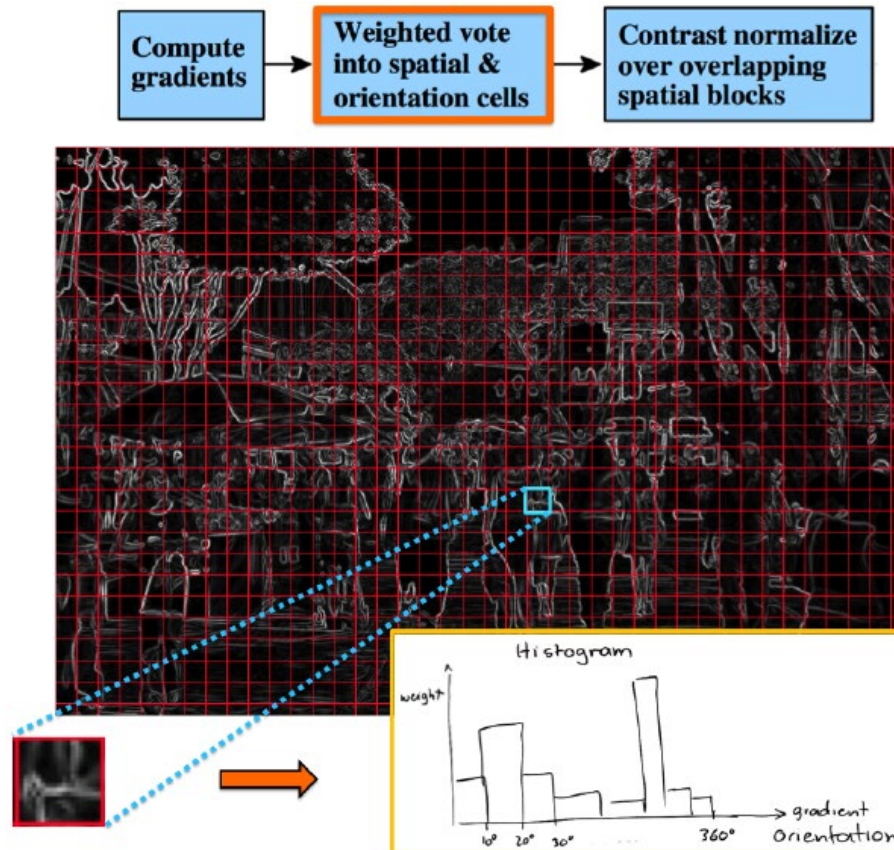 Compute
gradients
Weighted vote
into spatial &
orientation cells
Contrast normalize
over overlapping
spatial blocks
Histogram
weight
10° 20° 30° ..... 360°
gradient
orientation